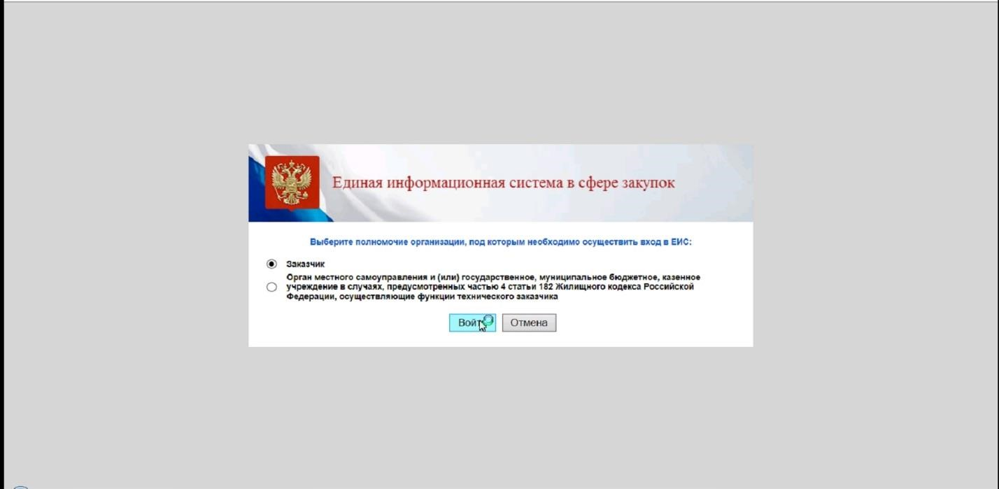 Единая информационная система в сфере закупок
Выберите полномочие организации, под которым необходимо осуществить вход в ЕИС:
Заказчик
Орган местного самоуправления и (или) государственное, муниципальное бюджетное, казенное
учреждение в случаях, предусмотренных частью 4 статьи 182 Жилищного кодекса Российской
Федерации, осуществляющие функции технического заказчика
Войти Отмена